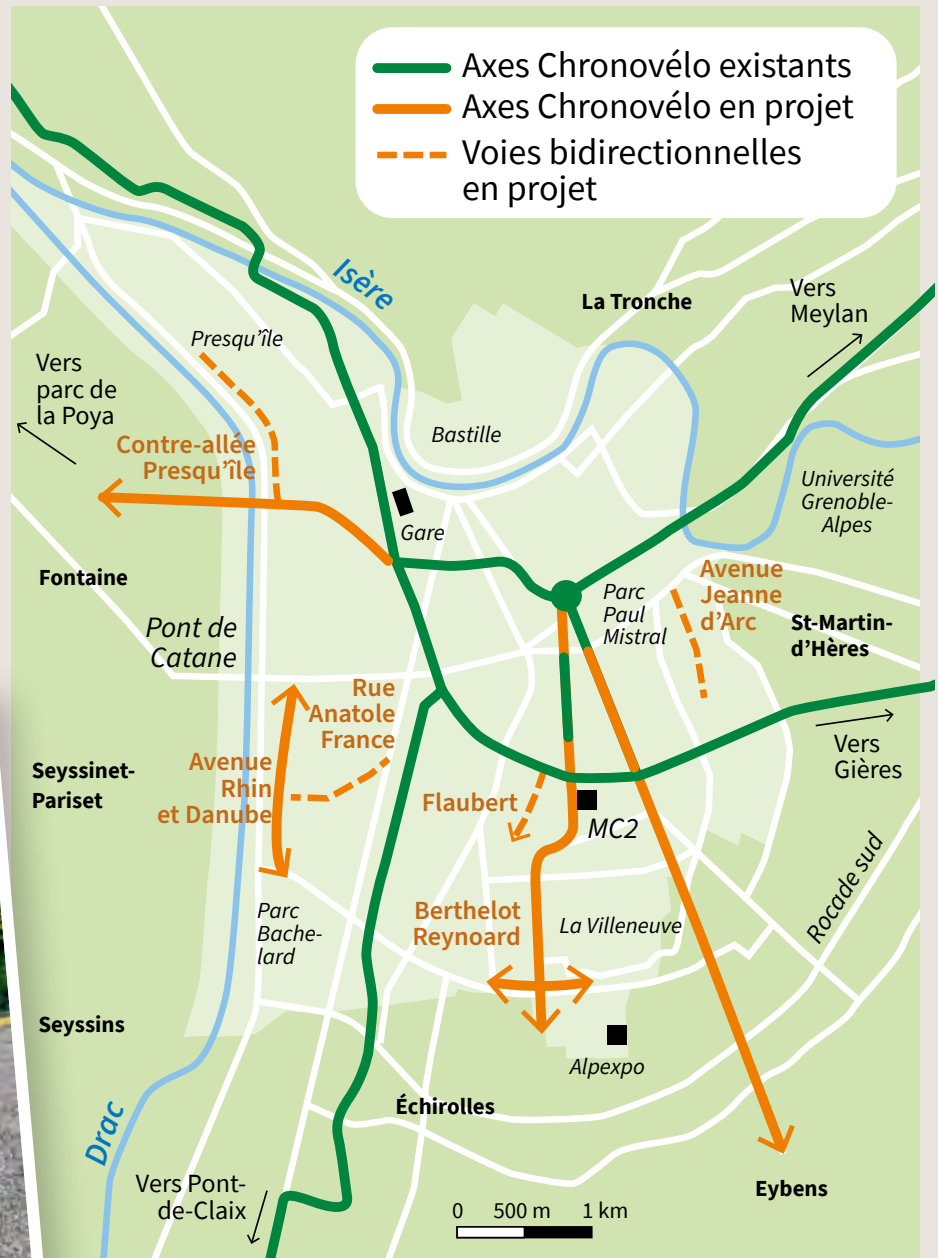 Axes Chronovélo existants
Axes Chronovélo en projet
Voies bidirectionnelles
en projet
Isère
La Tronche
Vers
Meylan
Presqu'île
Vers
parc de
la Poya
Contre-allée
Presqu'île
Bastille
Université
Grenoble-
Alpes
Gare
Fontaine
Parc
Paul
Mistral
Avenue
Jeanne
d'Arc
St-Martin-
d'Hères
Pont de
Catane
Rue
Anatole
France
Avenue
Rhin
et Danube
Seyssinet-
Pariset
Vers
Gières
Flaubert
MC2
Rocade sud
Berthelot
Reynoard
La Villeneuve
Parc
Bache-
lard
Seyssins
Alpexpo
Échirolles
Drac
Vers Pont-
de-Claix
Eybens
0 500 m 1 km